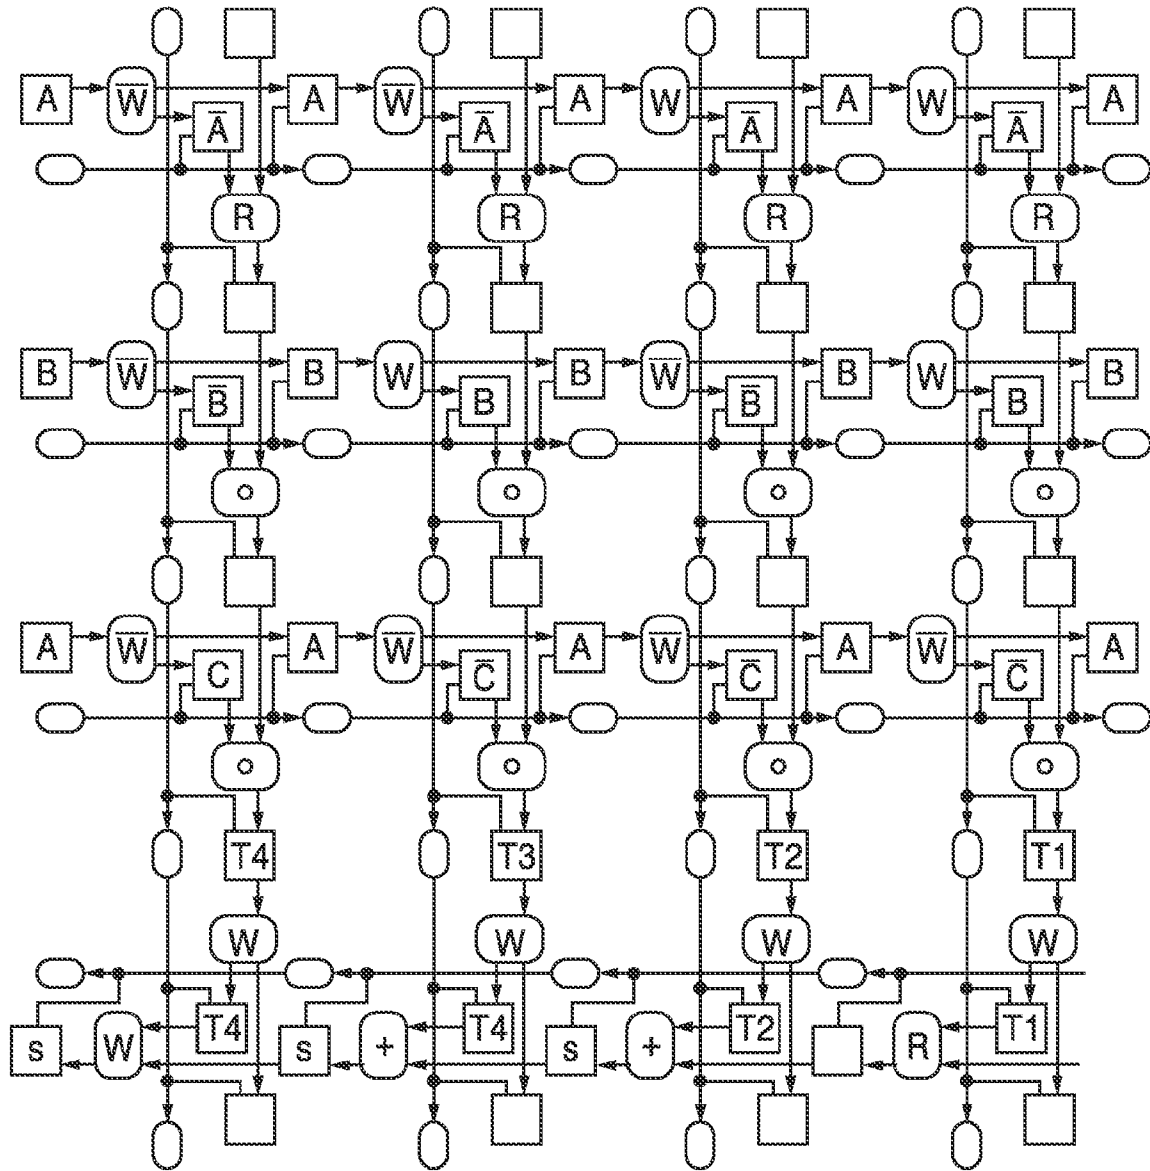 A W̅ A W̅ A W A W A
A̅ A̅ A̅ A̅
R R R R
B W̅ B W B W̅ B W B
B̅ B B̅ B
o o o o
A W̅ A W̅ A W̅ A W̅ A
C C̅ C̅ C̅
o o o o
T4 T3 T2 T1
W W W W
T4 T4 T2 T1
s W s + s + R